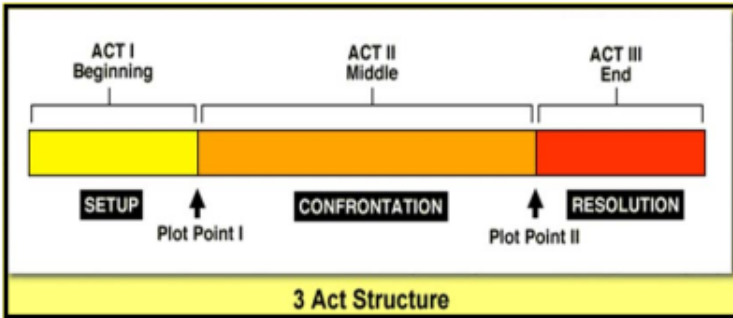 ACT I
Beginning
ACT II
Middle
ACT III
End
SETUP
CONFRONTATION
RESOLUTION
Plot Point I
Plot Point II
3 Act Structure